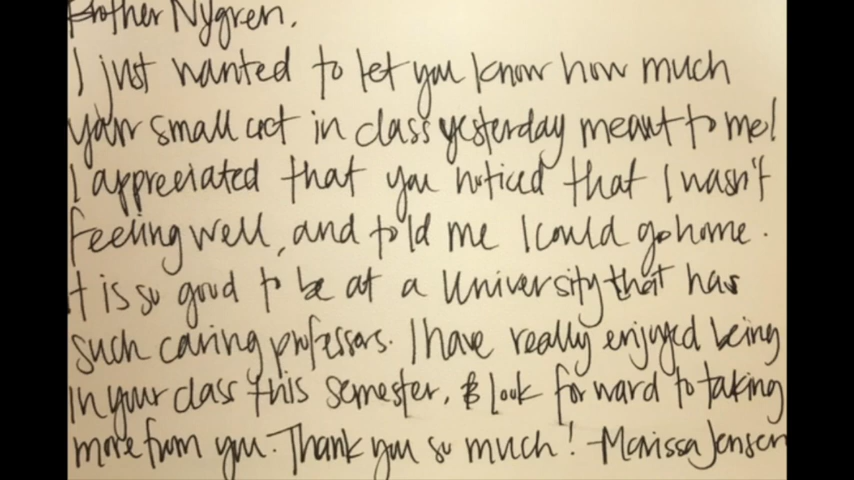 Brother Nygren,
I just wanted to let you know how much
your small act in class yesterday meant to me!
I appreciated that you noticed that I wasn't
feeling well, and told me I could go home.
It is so good to be at a University that has
such caring professors. I have really enjoyed being
in your class this semester, & look forward to taking
more from you. Thank you so much! -Marissa Jensen